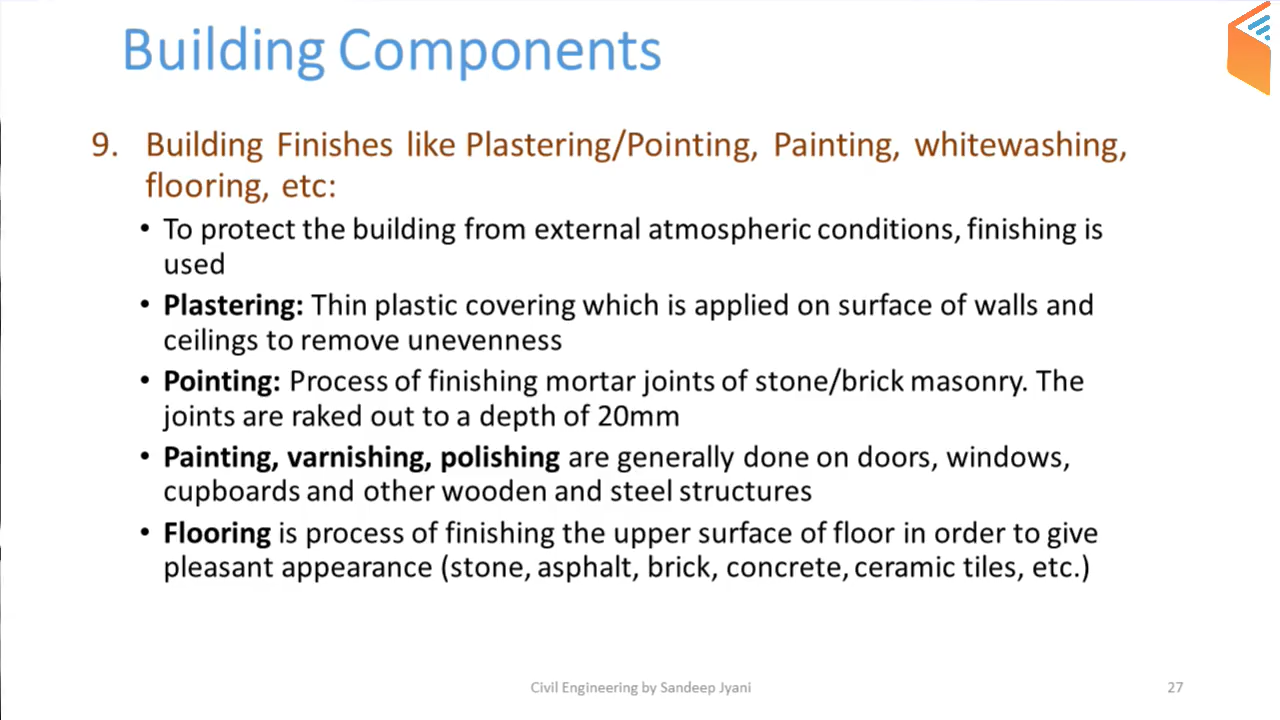 Building Components
9. Building Finishes like Plastering/Pointing, Painting, whitewashing,
flooring, etc:
• To protect the building from external atmospheric conditions, finishing is
used
• Plastering: Thin plastic covering which is applied on surface of walls and
ceilings to remove unevenness
• Pointing: Process of finishing mortar joints of stone/brick masonry. The
joints are raked out to a depth of 20mm
• Painting, varnishing, polishing are generally done on doors, windows,
cupboards and other wooden and steel structures
• Flooring is process of finishing the upper surface of floor in order to give
pleasant appearance (stone, asphalt, brick, concrete, ceramic tiles, etc.)
Civil Engineering by Sandeep Jyani
27